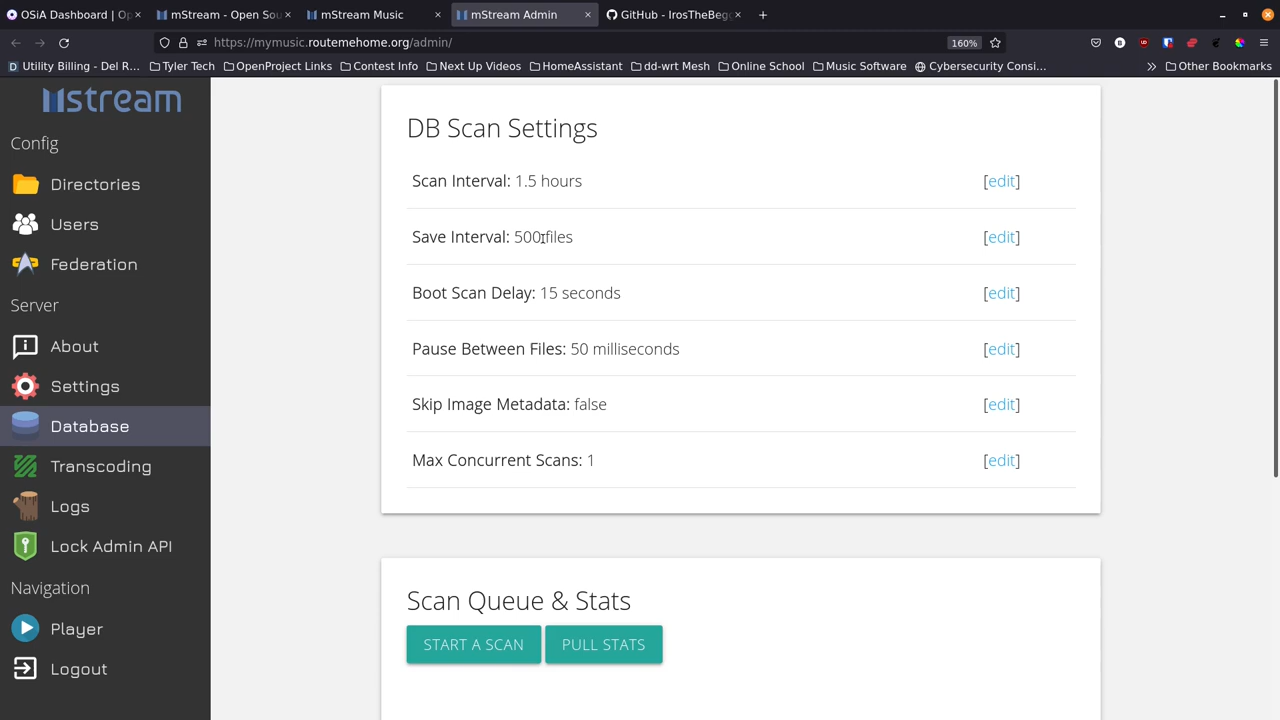 OSiA Dashboard | Op
mStream - Open Sou
mStream Music
mStream Admin
GitHub - IrosTheBegg
https://mymusic.routemehome.org/admin/
160%
Utility Billing - Del R…
Tyler Tech
OpenProject Links
Contest Info
Next Up Videos
HomeAssistant
dd-wrt Mesh
Online School
Music Software
Cybersecurity Consi…
Other Bookmarks
mstream
Config
Directories
Users
Federation
Server
About
Settings
Database
Transcoding
Logs
Lock Admin API
Navigation
Player
Logout
DB Scan Settings
Scan Interval: 1.5 hours [edit]
Save Interval: 500 files [edit]
Boot Scan Delay: 15 seconds [edit]
Pause Between Files: 50 milliseconds [edit]
Skip Image Metadata: false [edit]
Max Concurrent Scans: 1 [edit]
Scan Queue & Stats
START A SCAN PULL STATS